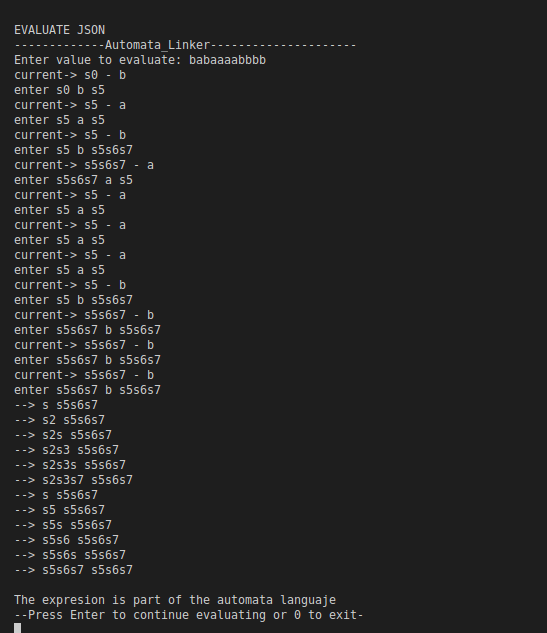 EVALUATE JSON
-------------Automata_Linker---------------------
Enter value to evaluate: babaaaabbbb
current-> s0 - b
enter s0 b s5
current-> s5 - a
enter s5 a s5
current-> s5 - b
enter s5 b s5s6s7
current-> s5s6s7 - a
enter s5s6s7 a s5
current-> s5 - a
enter s5 a s5
current-> s5 - a
enter s5 a s5
current-> s5 - a
enter s5 a s5
current-> s5 - b
enter s5 b s5s6s7
current-> s5s6s7 - b
enter s5s6s7 b s5s6s7
current-> s5s6s7 - b
enter s5s6s7 b s5s6s7
current-> s5s6s7 - b
enter s5s6s7 b s5s6s7
--> s s5s6s7
--> s2 s5s6s7
--> s2s s5s6s7
--> s2s3 s5s6s7
--> s2s3s s5s6s7
--> s2s3s7 s5s6s7
--> s s5s6s7
--> s5 s5s6s7
--> s5s s5s6s7
--> s5s6 s5s6s7
--> s5s6s s5s6s7
--> s5s6s7 s5s6s7
The expresion is part of the automata languaje
--Press Enter to continue evaluating or 0 to exit-